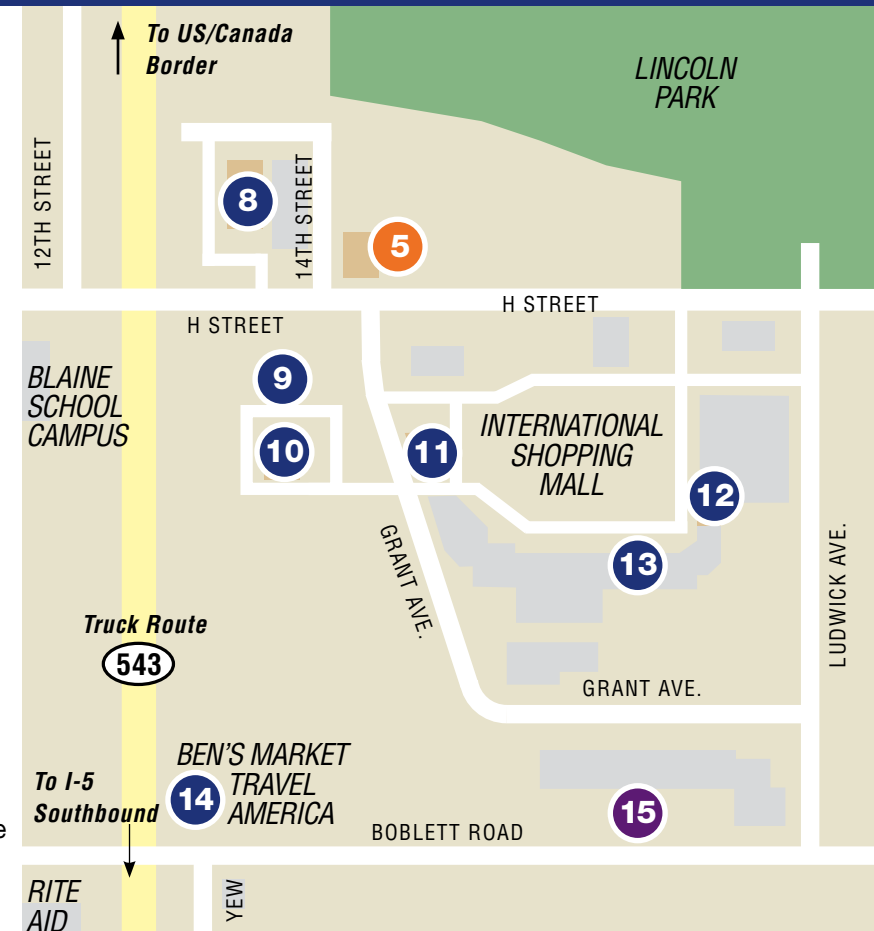 To US/Canada
Border
LINCOLN
PARK
12TH STREET
8
14TH STREET
5
H STREET
H STREET
BLAINE
SCHOOL
CAMPUS
9
10
11
INTERNATIONAL
SHOPPING
MALL
12
13
GRANT AVE.
LUDWICK AVE.
Truck Route
543
GRANT AVE.
BEN'S MARKET
TRAVEL
AMERICA
14
To I-5
Southbound
15
e
BOBLETT ROAD
RITE
AID
YEW